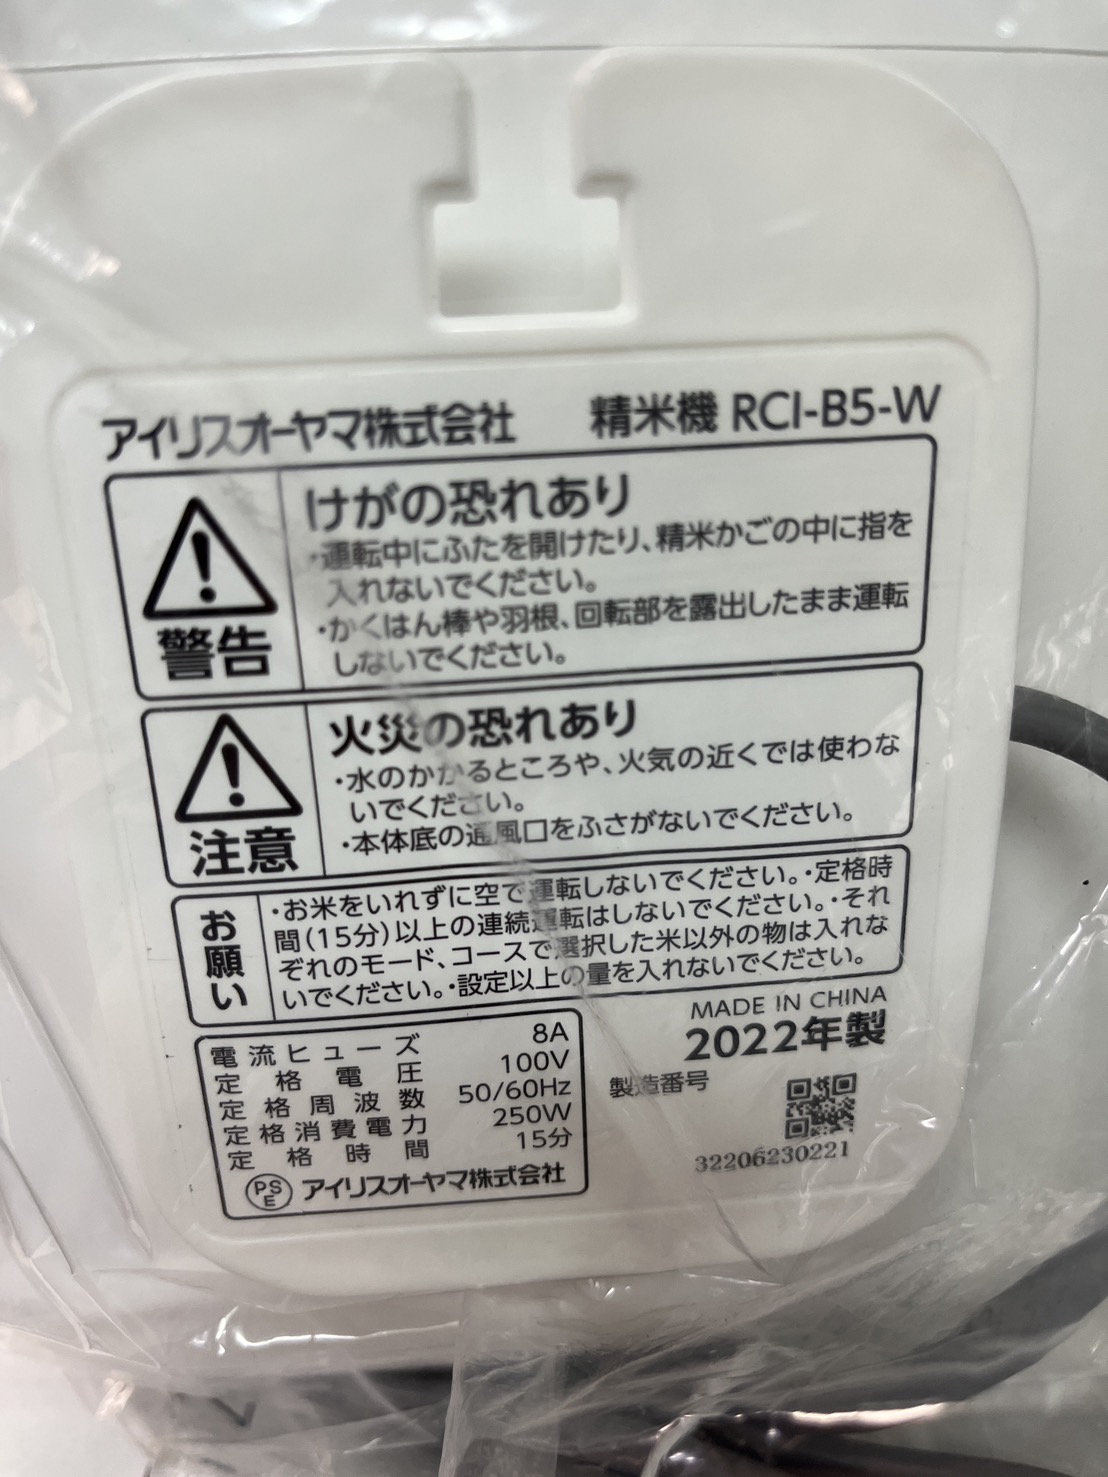 アイリスオーヤマ株式会社 精米機 RCI-B5-W
警告
けがの恐れあり
・運転中にふたを開けたり、精米かごの中に指を
入れないでください。
・かくはん棒や羽根、回転部を露出したまま運転
しないでください。
注意
火災の恐れあり
・水のかかるところや、火気の近くでは使わな
いでください。
・本体底の通風口をふさがないでください。
お願い
・お米をいれずに空で運転しないでください。・定格時
間(15分)以上の連続運転はしないでください。・それ
ぞれのモード、コースで選択した米以外の物は入れな
いでください。・設定以上の量を入れないでください。
電流ヒューズ 8A
定格電圧 100V
定格周波数 50/60Hz
定格消費電力 250W
定格時間 15分
PSE アイリスオーヤマ株式会社
MADE IN CHINA
2022年製
製造番号
32206230221